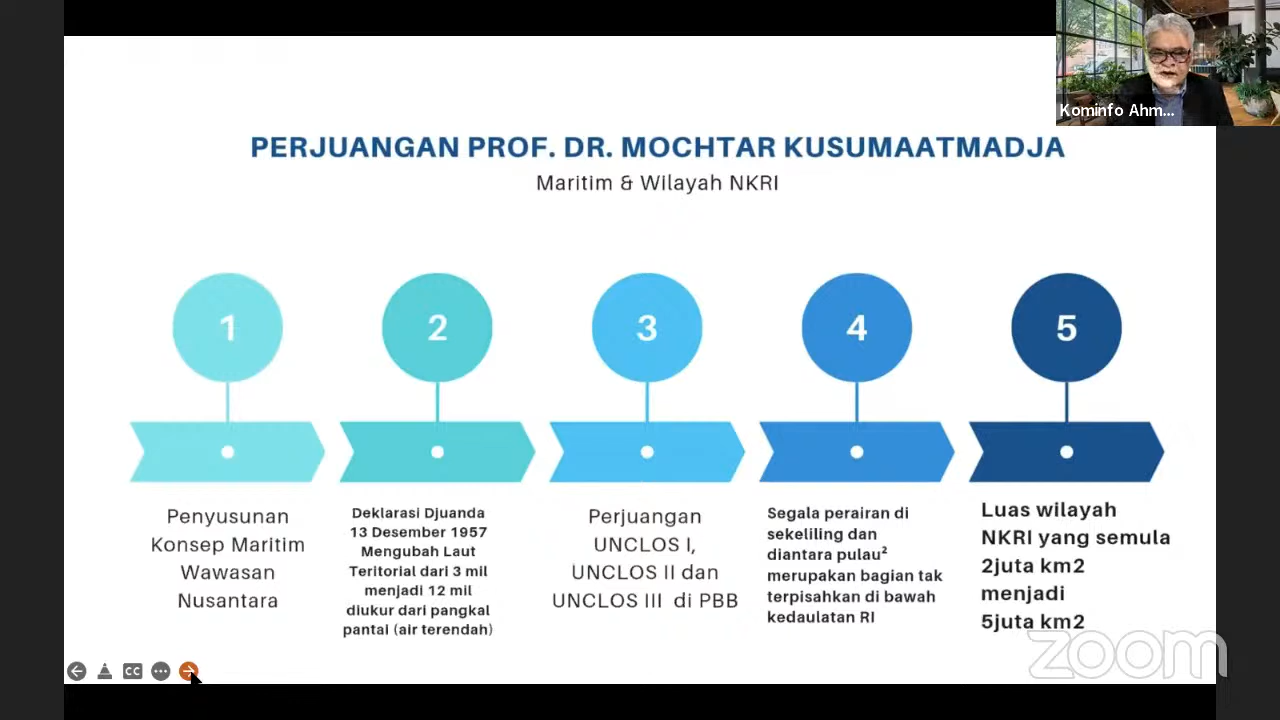 Kominfo Ahm...
PERJUANGAN PROF. DR. MOCHTAR KUSUMAATMADJA
Maritim & Wilayah NKRI
1
2
3
4
5
Penyusunan
Konsep Maritim
Wawasan
Nusantara
Deklarasi Djuanda
13 Desember 1957
Mengubah Laut
Teritorial dari 3 mil
menjadi 12 mil
diukur dari pangkal
pantai (air terendah)
Perjuangan
UNCLOS I,
UNCLOS II dan
UNCLOS III di PBB
Segala perairan di
sekeliling dan
diantara pulau²
merupakan bagian tak
terpisahkan di bawah
kedaulatan RI
Luas wilayah
NKRI yang semula
2juta km2
menjadi
5juta km2
CC
zoom